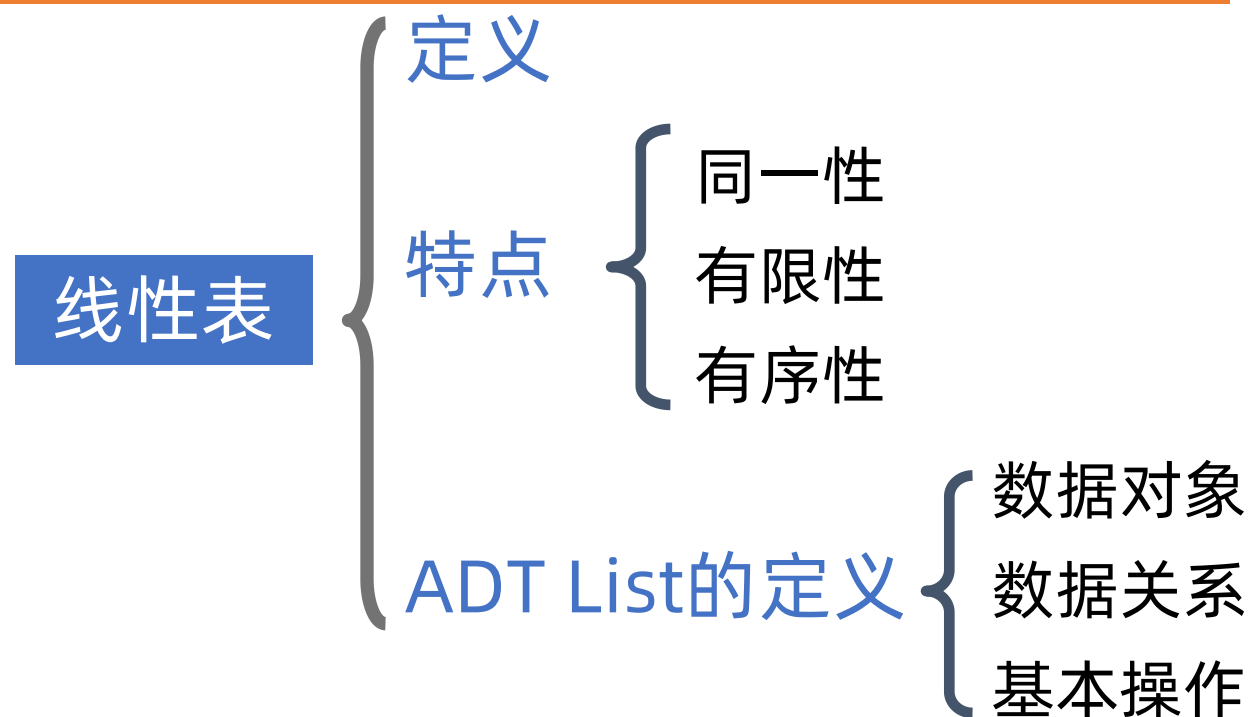 线性表
定义
特点
同一性
有限性
有序性
ADT List的定义
数据对象
数据关系
基本操作